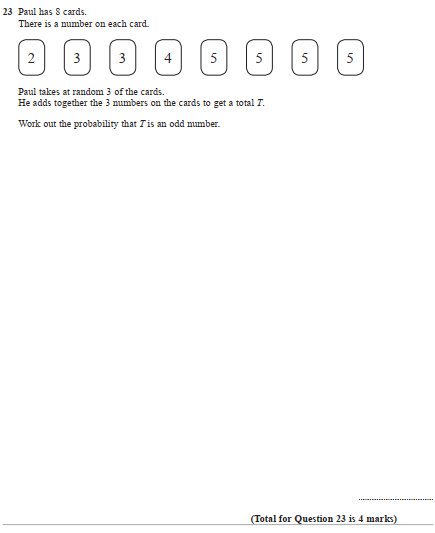 23 Paul has 8 cards.
There is a number on each card.
2 3 3 4 5 5 5 5
Paul takes at random 3 of the cards.
He adds together the 3 numbers on the cards to get a total T.
Work out the probability that T is an odd number.
(Total for Question 23 is 4 marks)